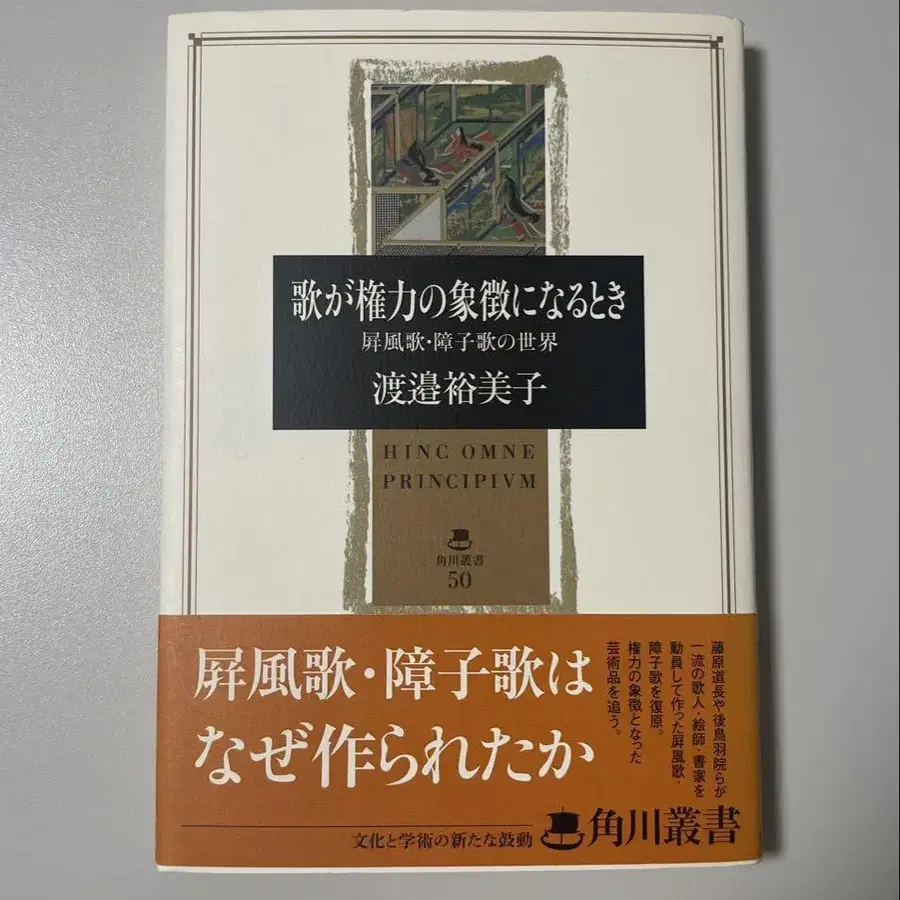 歌が権力の象徴になるとき
屛風歌・障子歌の世界
渡邉裕美子
HINC OMNE
PRINCIPIVM
角川叢書
50
屛風歌・障子歌は
なぜ作られたか
藤原道長や後鳥羽院らが
一流の歌人・絵師・書家を
動員して作った屛風歌・
障子歌を復原。
権力の象徴となった
芸術品を追う。
文化と学術の新たな鼓動
角川叢書